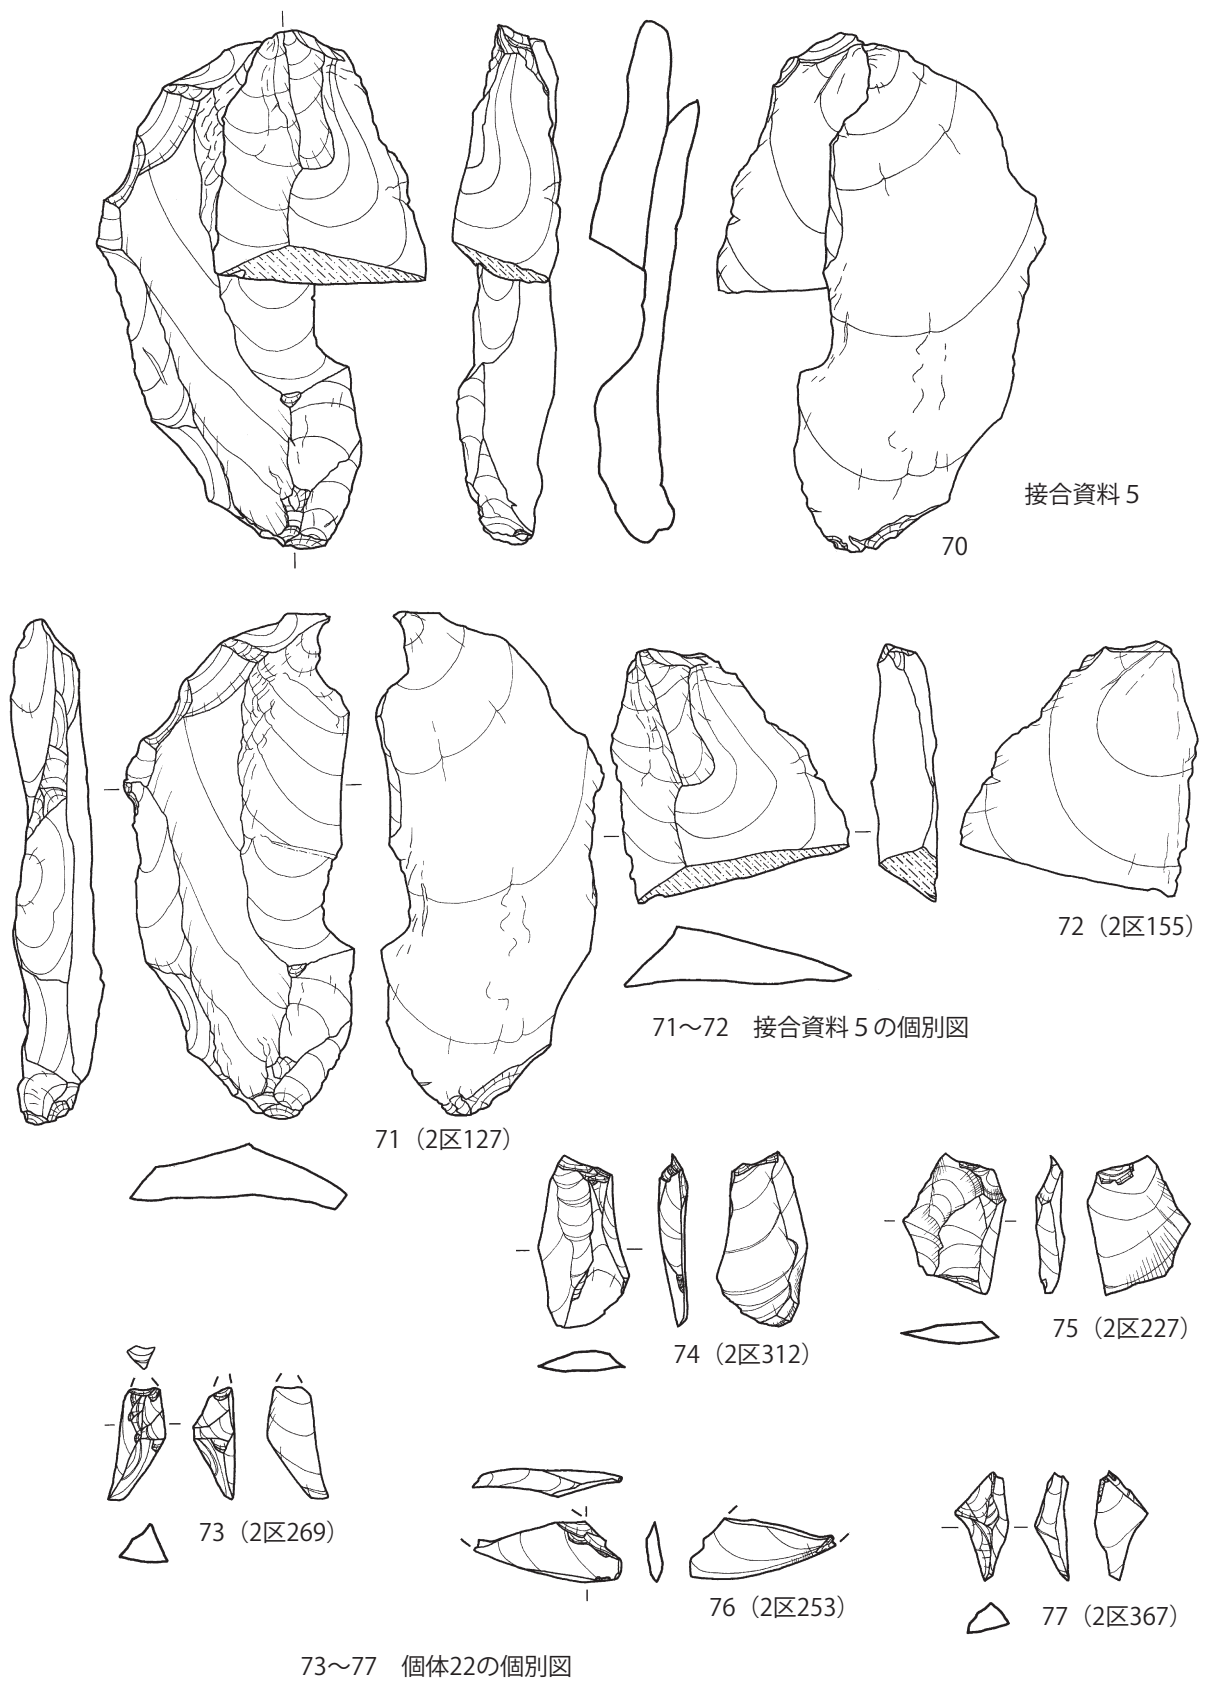 接合資料５
70
72（2区155）
71～72　接合資料５の個別図
71（2区127）
74（2区312）
75（2区227）
73（2区269）
76（2区253）
77（2区367）
73～77　個体22の個別図